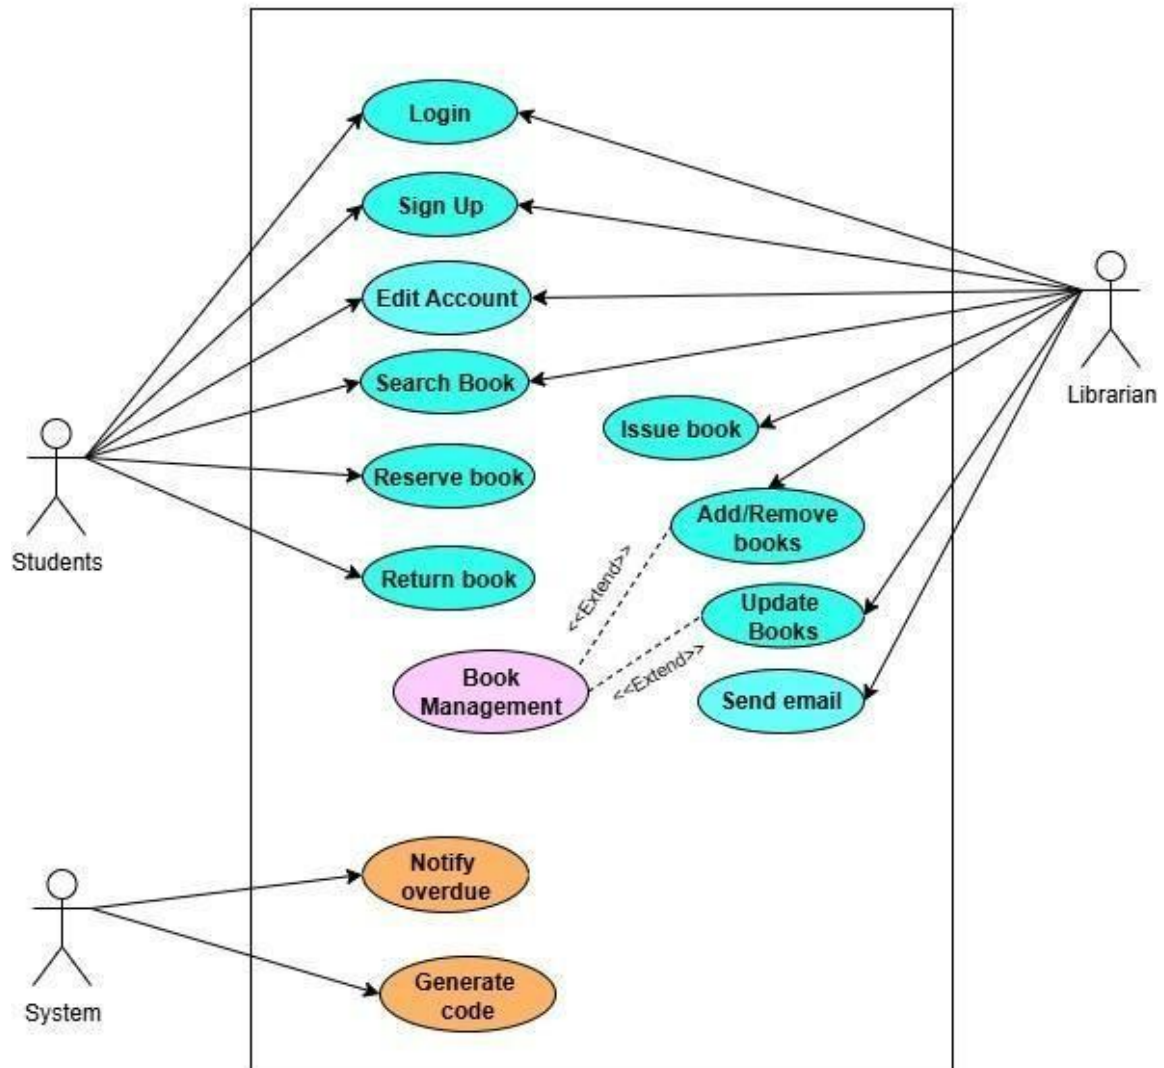 Login
Sign Up
Edit Account
Search Book
Librarian
Issue book
Reserve book
Add/Remove
books
Students
Return book
<<Extend>>
Update
Books
<<Extend>>
Book
Management
Send email
Notify
overdue
Generate
code
System